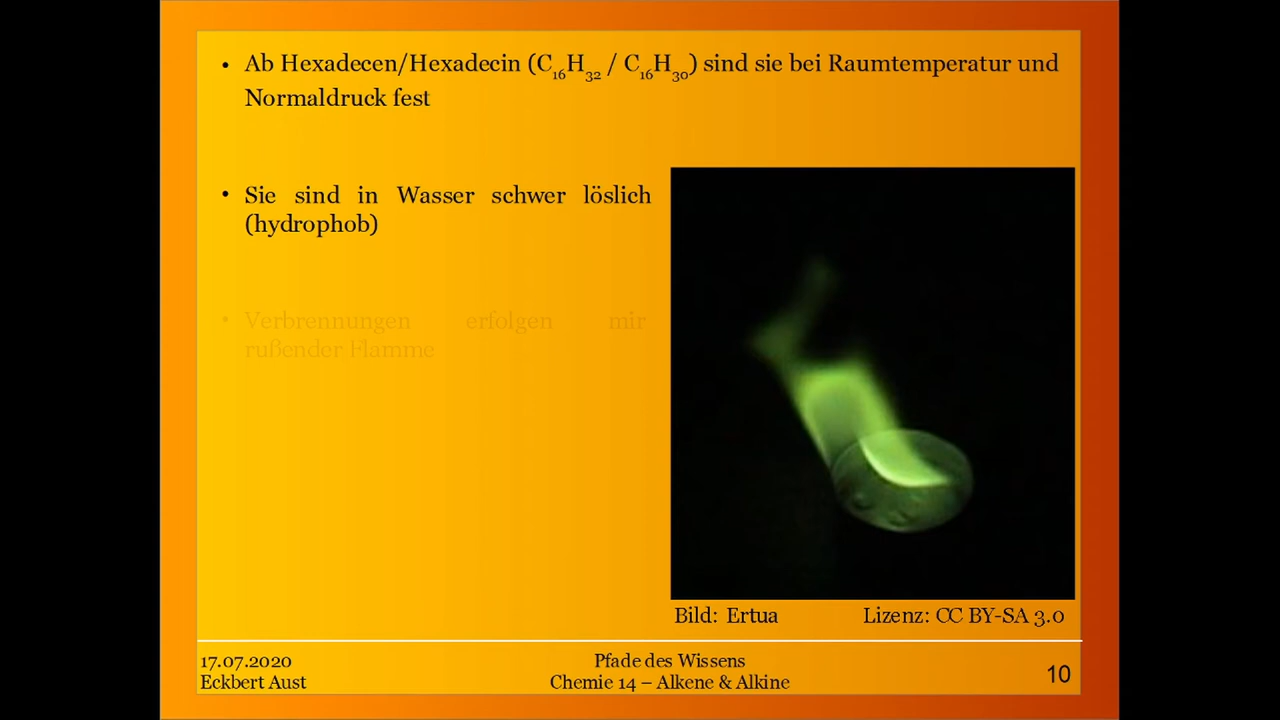 • Ab Hexadecen/Hexadecin (C₁₆H₃₂ / C₁₆H₃₀) sind sie bei Raumtemperatur und
Normaldruck fest
• Sie sind in Wasser schwer löslich
(hydrophob)
• Verbrennungen erfolgen mir
rußender Flamme
Bild: Ertua Lizenz: CC BY-SA 3.0
17.07.2020
Eckbert Aust
Pfade des Wissens
Chemie 14 – Alkene & Alkine
10